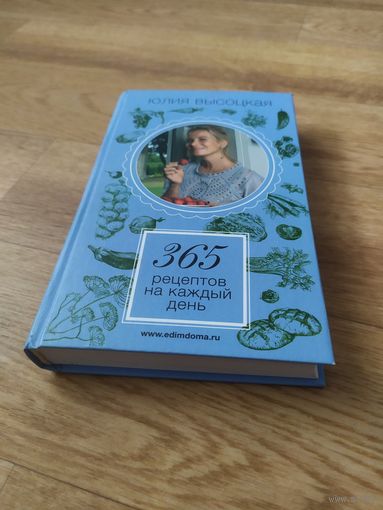 ЮЛИЯ ВЫСОЦКАЯ
365
рецептов
на каждый
день
www.edimdoma.ru